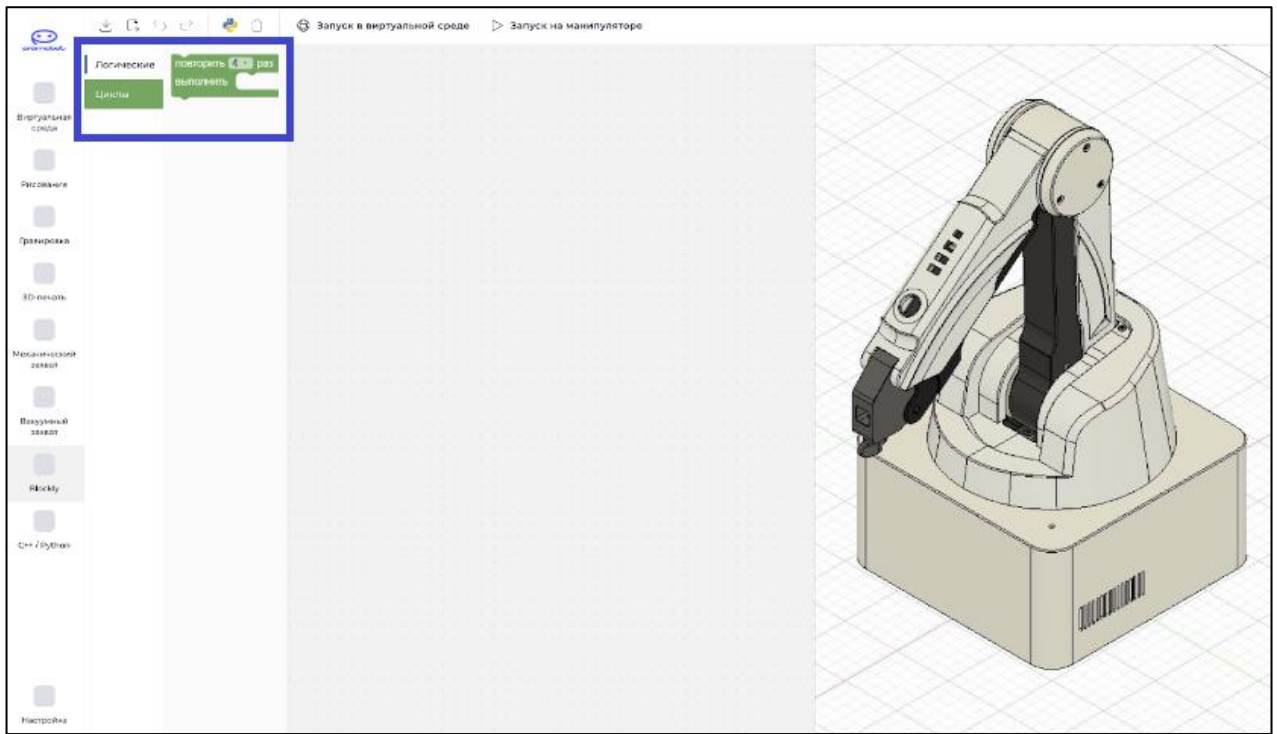 Запуск в виртуальной среде
Запуск на манипуляторе
Логические
повторить 4 раз
выполнить
Циклы
Виртуальная
среда
Рисование
Гравировка
3D-печать
Механический
захват
Вакуумный
захват
Blockly
C++ / Python
Настройка